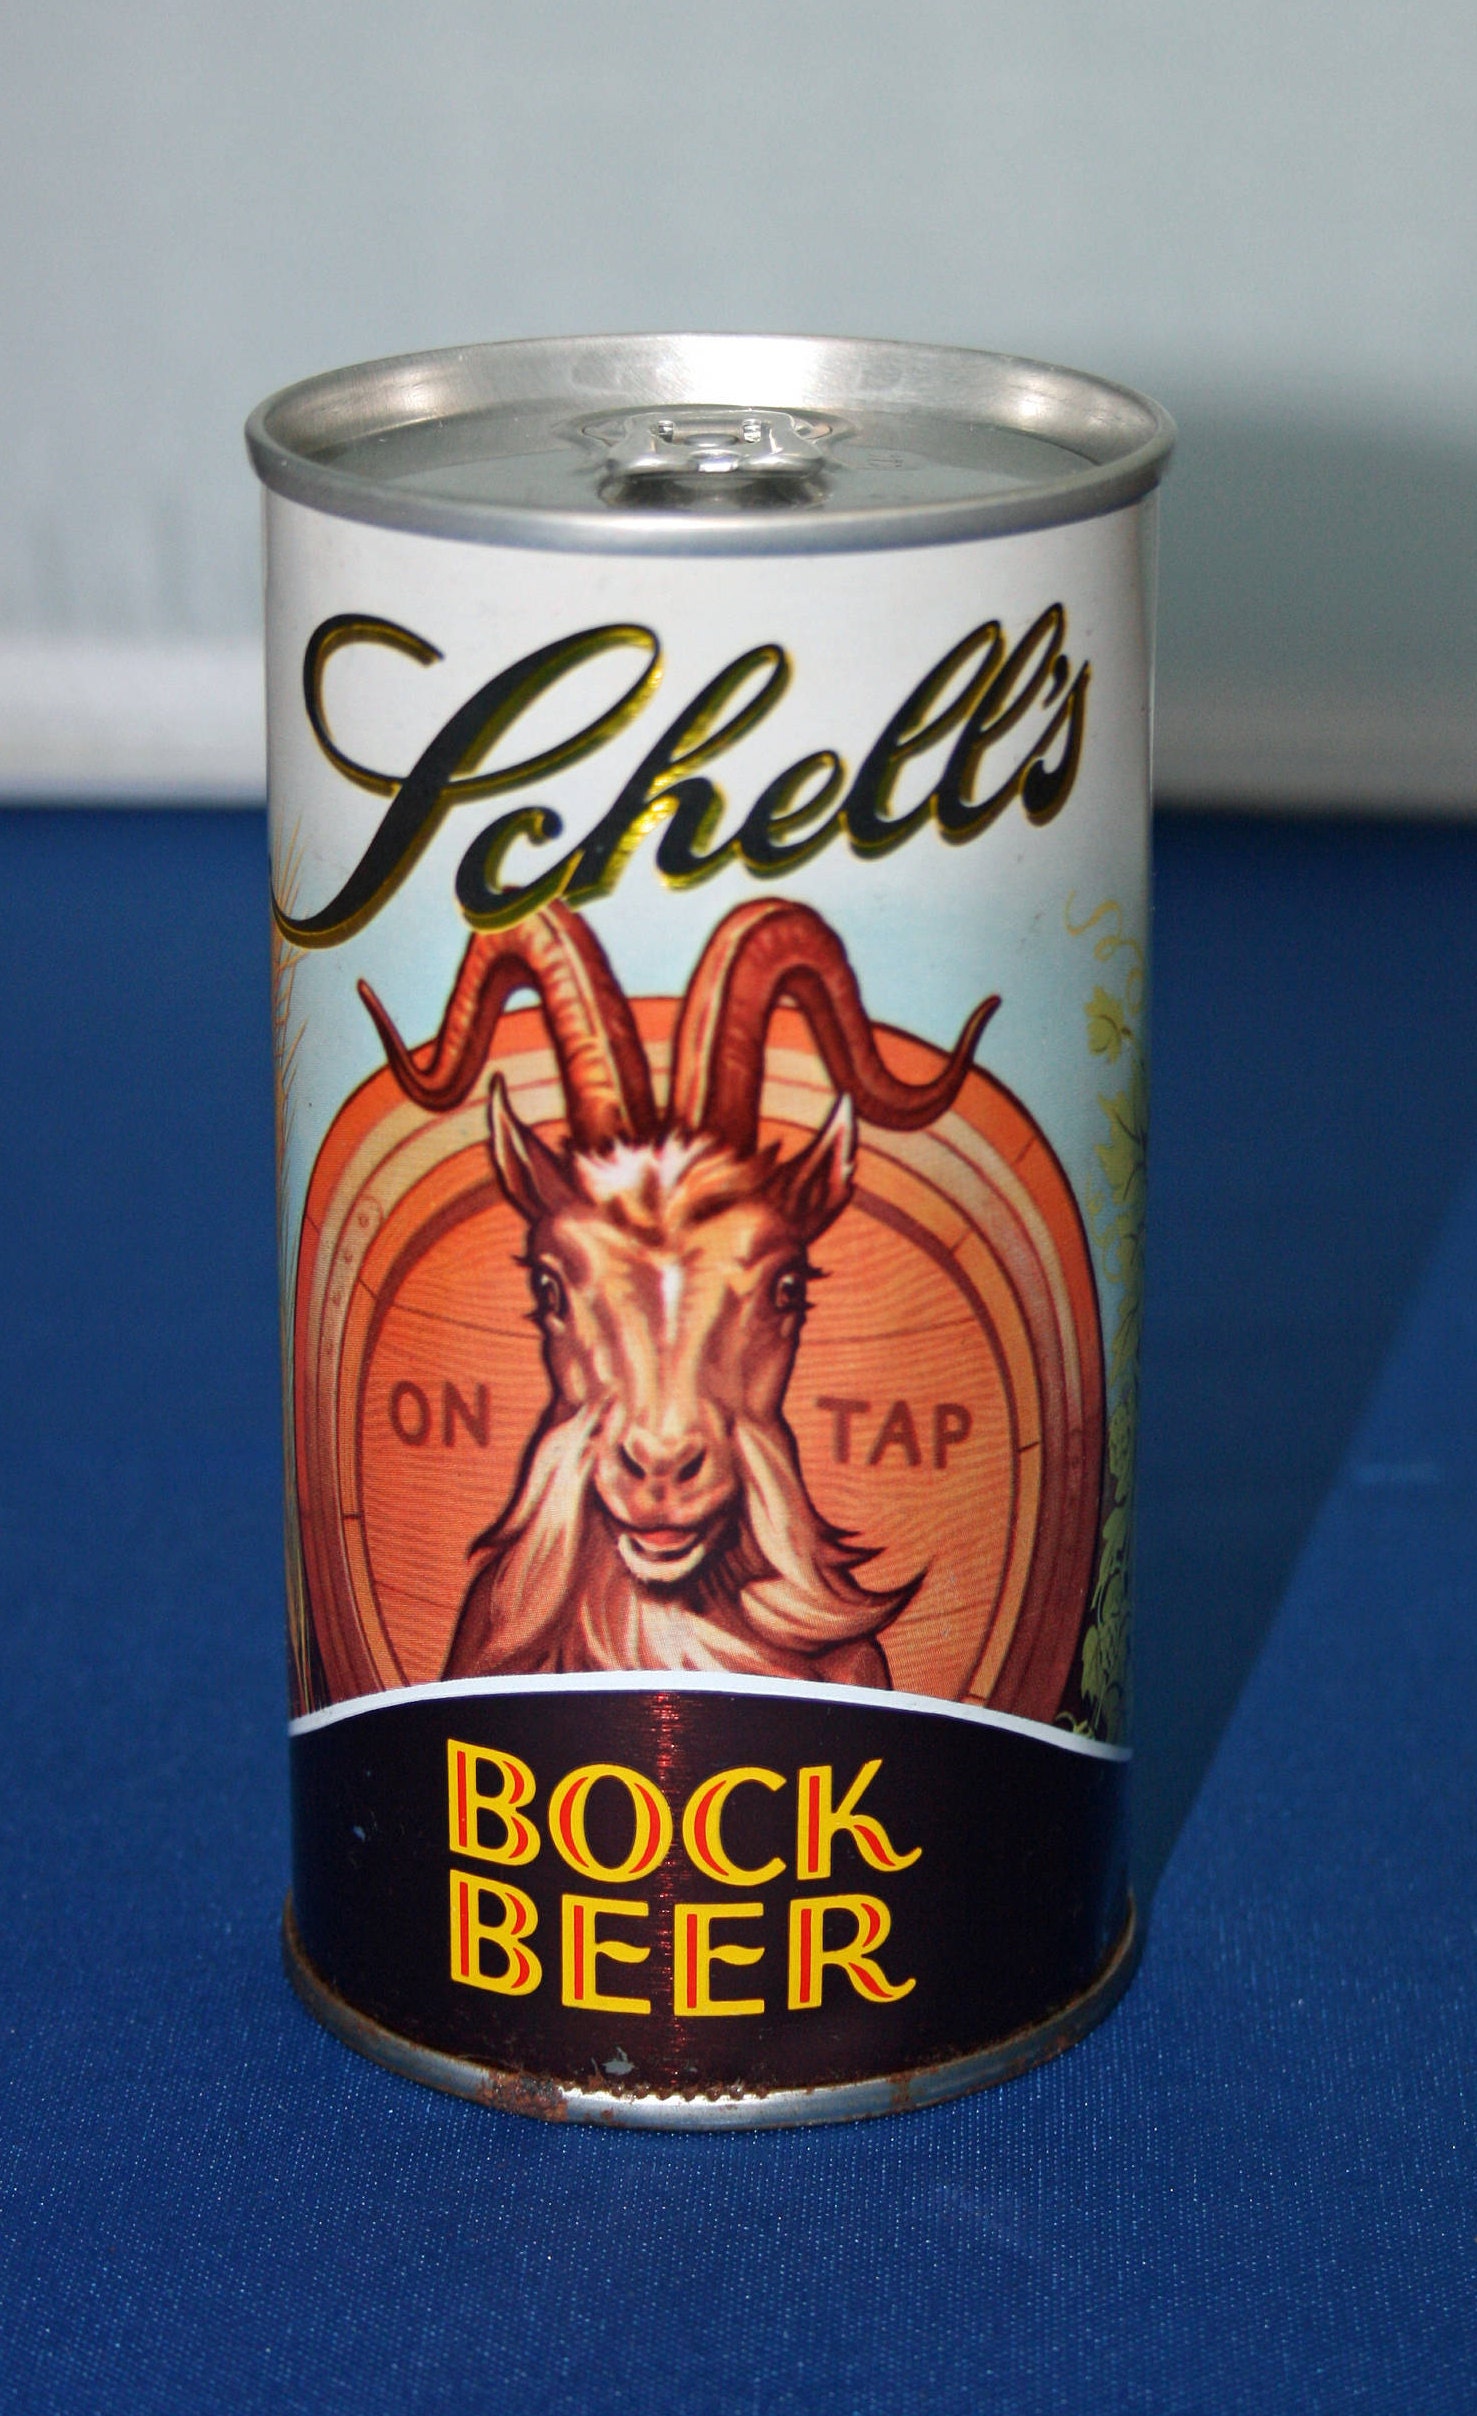 Schell's
ON TAP
BOCK
BEER